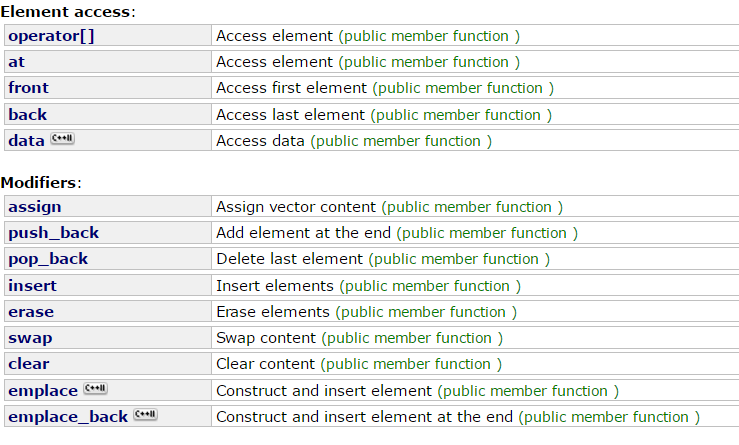 Element access:
operator[] Access element (public member function )
at Access element (public member function )
front Access first element (public member function )
back Access last element (public member function )
data C++11 Access data (public member function )
Modifiers:
assign Assign vector content (public member function )
push_back Add element at the end (public member function )
pop_back Delete last element (public member function )
insert Insert elements (public member function )
erase Erase elements (public member function )
swap Swap content (public member function )
clear Clear content (public member function )
emplace C++11 Construct and insert element (public member function )
emplace_back C++11 Construct and insert element at the end (public member function )